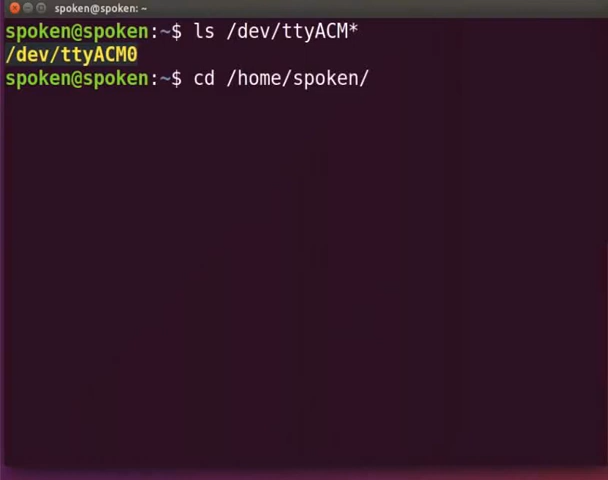 spoken@spoken: ~
spoken@spoken:~$ ls /dev/ttyACM*
/dev/ttyACM0
spoken@spoken:~$ cd /home/spoken/